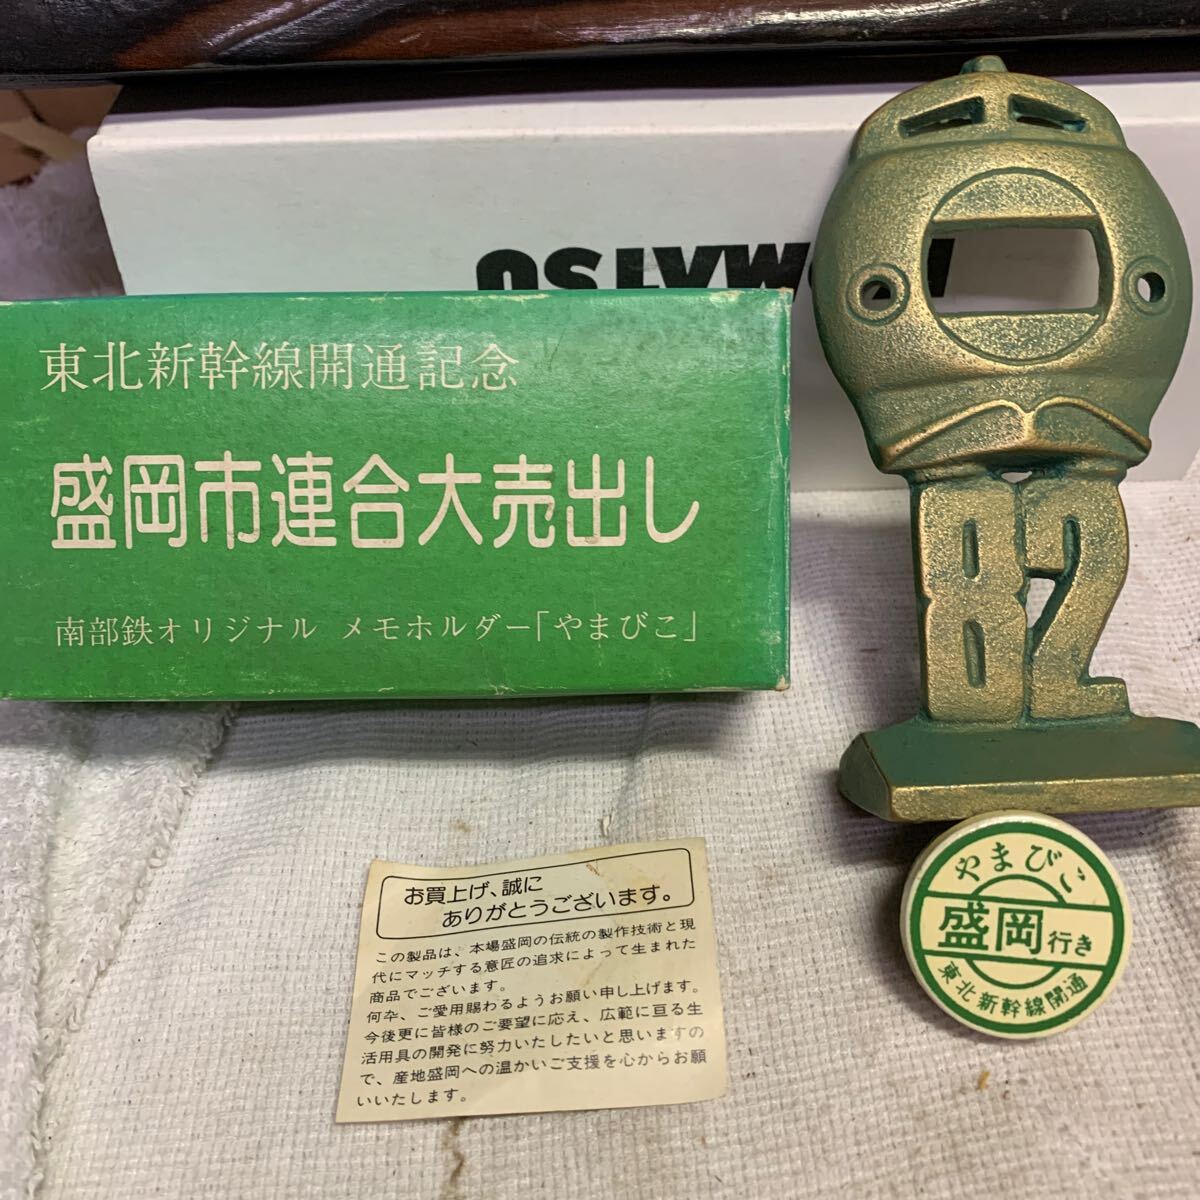 東北新幹線開通記念
盛岡市連合大売出し
南部鉄オリジナル メモホルダー「やまびこ」
82
お買上げ、誠に
ありがとうございます。
この製品は、本場盛岡の伝統の製作技術と現
代にマッチする意匠の追求によって生まれた
商品でございます。
何卒、ご愛用賜わるようお願い申し上げます。
今後更に皆様のご要望に応え、広範に亘る生
活用具の開発に努力いたしたいと思いますの
で、産地盛岡への温かいご支援を心からお願
いいたします。
やまびこ
盛岡行き
東北新幹線開通